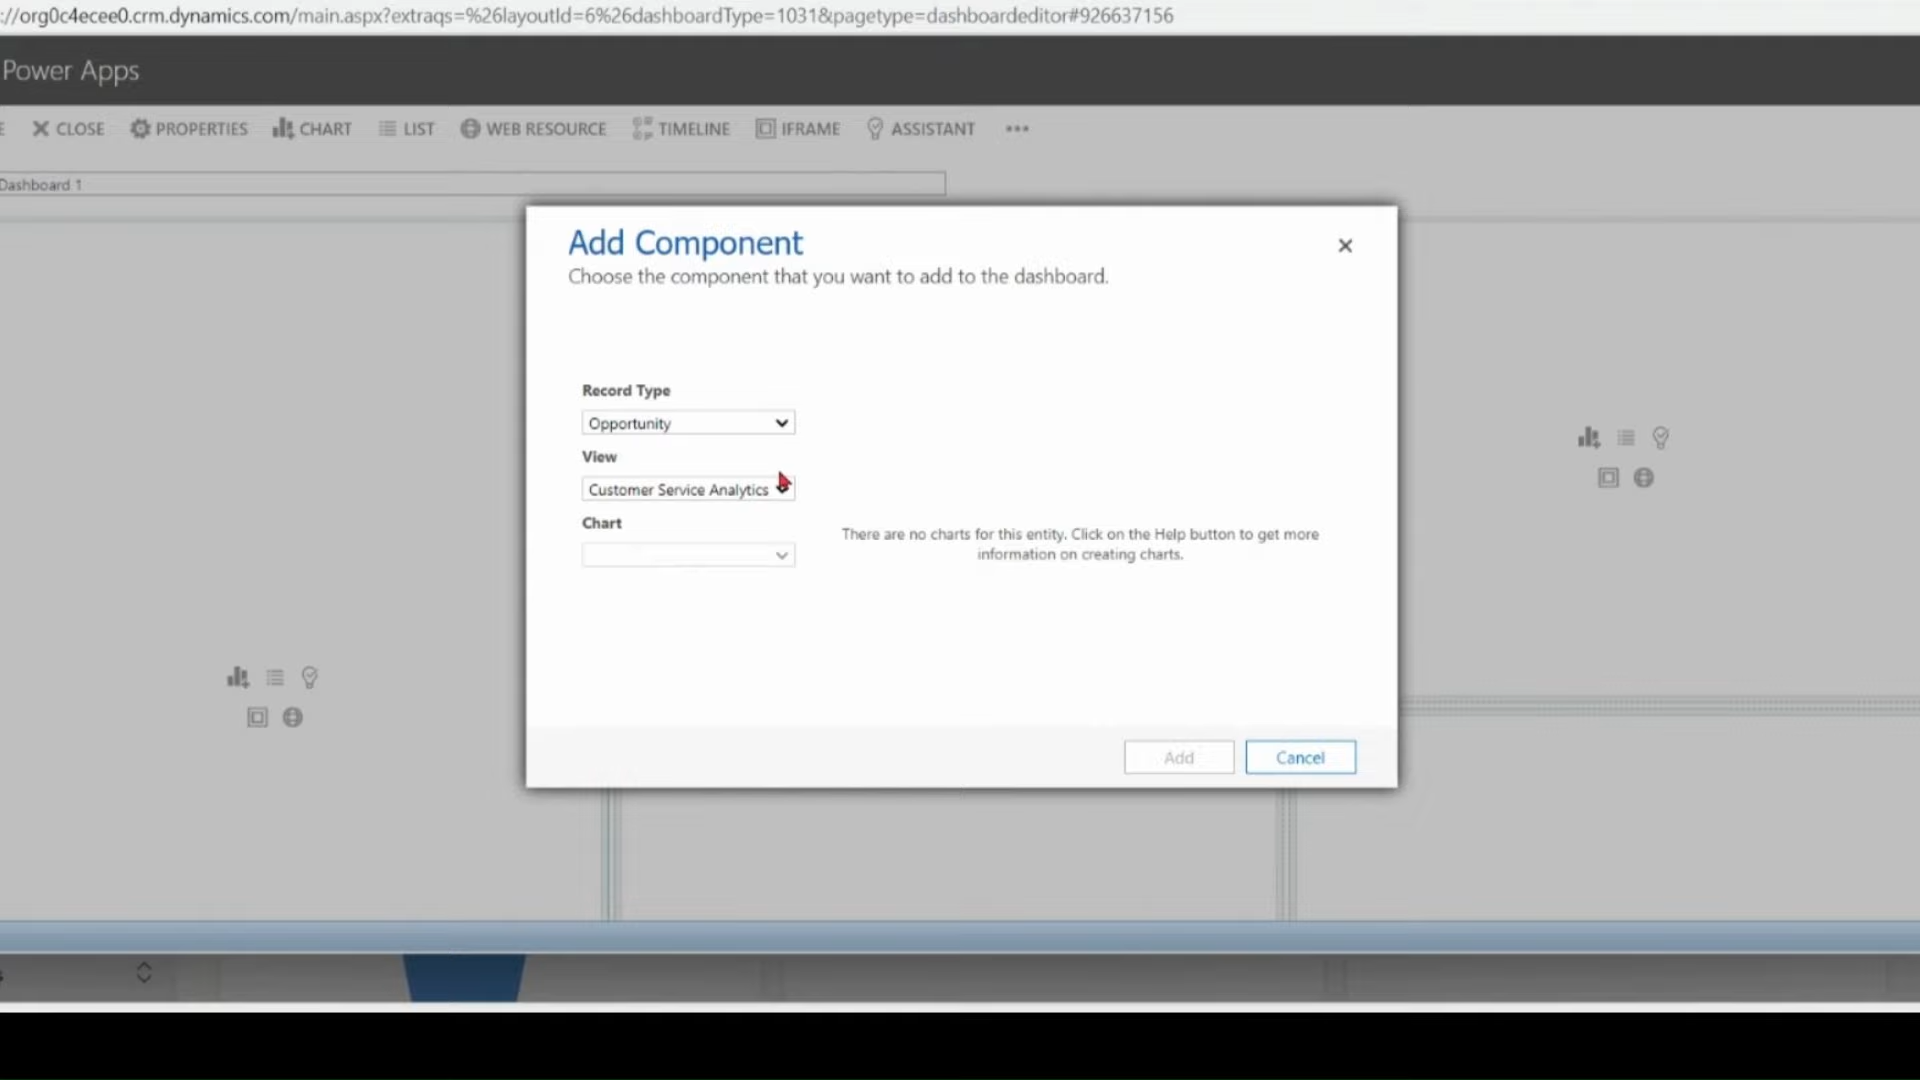 ://org0c4ecee0.crm.dynamics.com/main.aspx?extraqs=%26layoutId=6%26dashboardType=1031&pagetype=dashboardeditor#926637156
Power Apps
E CLOSE PROPERTIES CHART LIST WEB RESOURCE TIMELINE IFRAME ASSISTANT •••
Dashboard 1
Add Component
Choose the component that you want to add to the dashboard.
Record Type
Opportunity
View
Customer Service Analytics
Chart
There are no charts for this entity. Click on the Help button to get more
information on creating charts.
Add Cancel